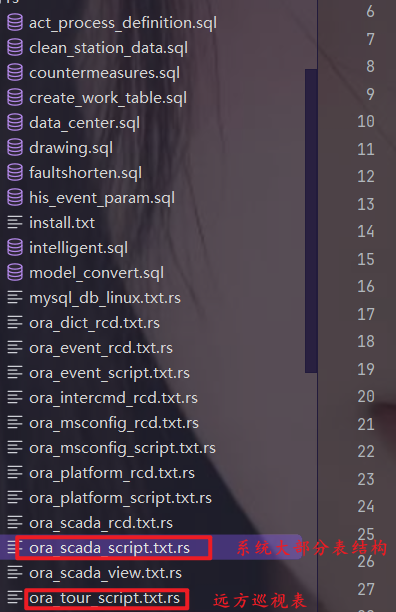 act_process_definition.sql
clean_station_data.sql
countermeasures.sql
create_work_table.sql
data_center.sql
drawing.sql
faultshorten.sql
his_event_param.sql
install.txt
intelligent.sql
model_convert.sql
mysql_db_linux.txt.rs
ora_dict_rcd.txt.rs
ora_event_rcd.txt.rs
ora_event_script.txt.rs
ora_intercmd_rcd.txt.rs
ora_msconfig_rcd.txt.rs
ora_msconfig_script.txt.rs
ora_platform_rcd.txt.rs
ora_platform_script.txt.rs
ora_scada_rcd.txt.rs
ora_scada_script.txt.rs 系统大部分表结构
ora_scada_view.txt.rs
ora_tour_script.txt.rs 远方巡视表
6
7
8
9
10
11
12
13
14
15
16
17
18
19
20
21
22
23
24
25
26
27